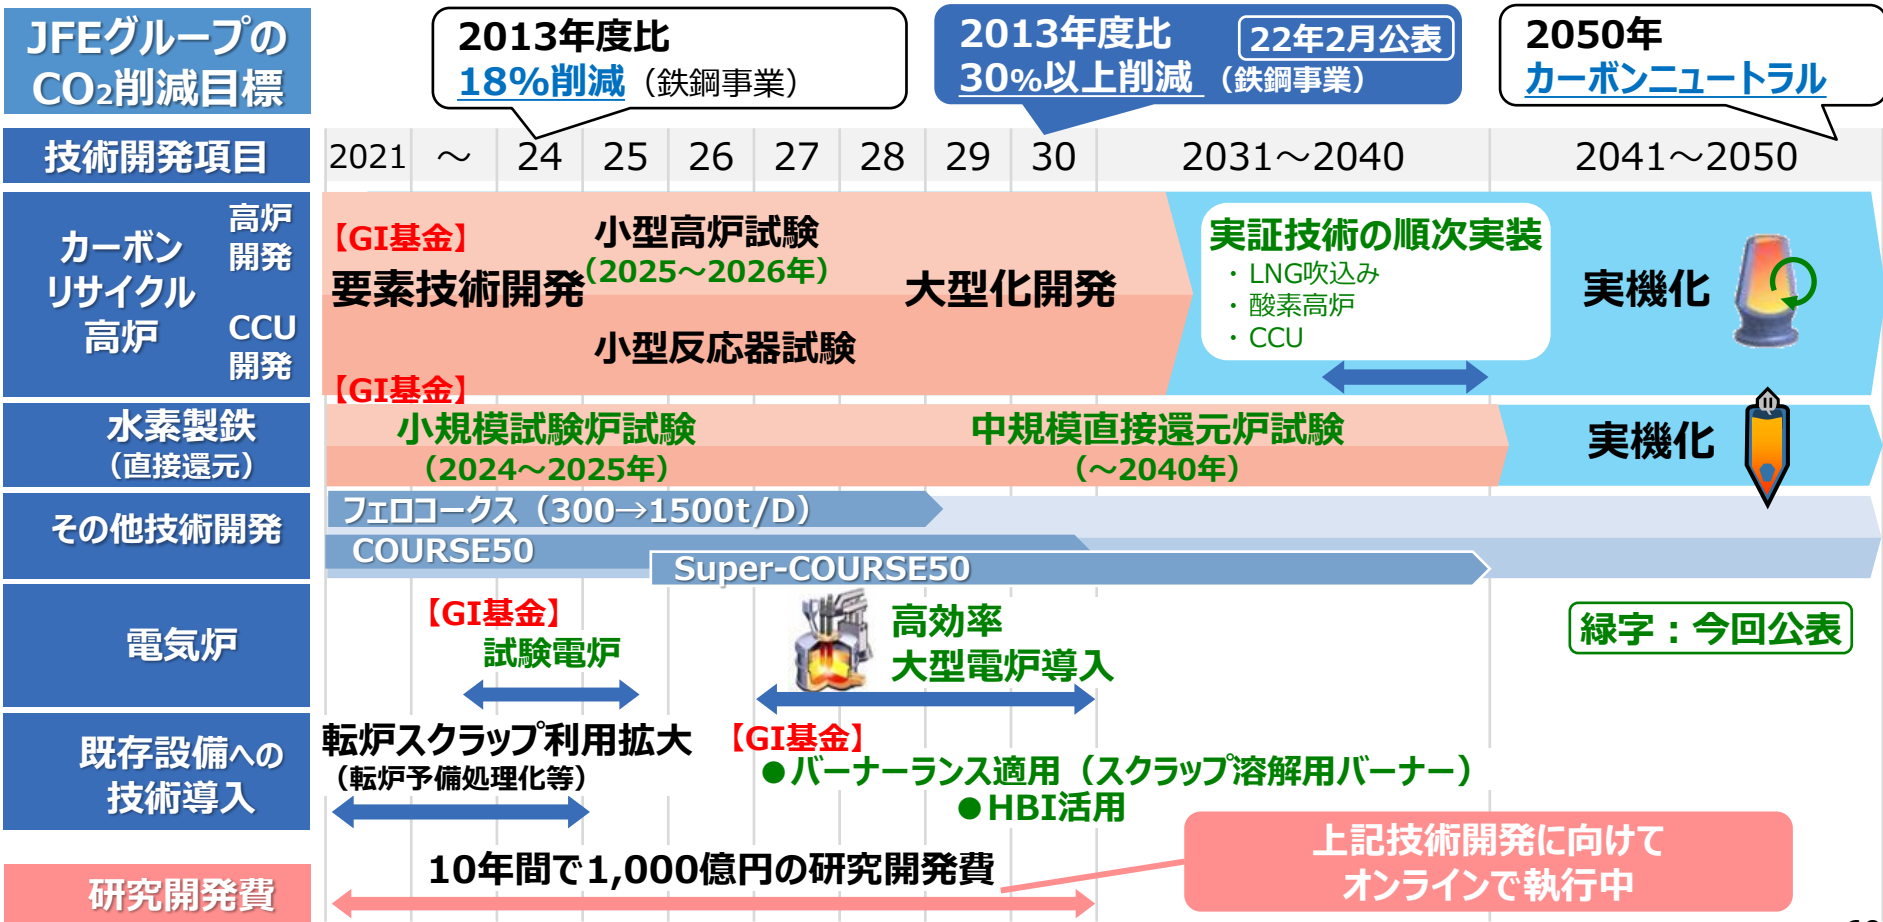 JFEグループの
CO₂削減目標
2013年度比
18%削減（鉄鋼事業）
2013年度比
22年2月公表
30%以上削減（鉄鋼事業）
2050年
カーボンニュートラル
技術開発項目
2021 ～ 24 25 26 27 28 29 30 2031～2040 2041～2050
カーボン
リサイクル
高炉
高炉
開発
CCU
開発
【GI基金】
要素技術開発
小型高炉試験
（2025～2026年）
大型化開発
小型反応器試験
【GI基金】
実証技術の順次実装
・LNG吹込み
・酸素高炉
・CCU
実機化
水素製鉄
（直接還元）
小規模試験炉試験
（2024～2025年）
中規模直接還元炉試験
（～2040年）
実機化
その他技術開発
フェロコークス（300→1500t/D）
COURSE50
Super-COURSE50
電気炉
【GI基金】
試験電炉
高効率
大型電炉導入
緑字：今回公表
既存設備への
技術導入
転炉スクラップ利用拡大
（転炉予備処理化等）
【GI基金】
●バーナーランス適用（スクラップ溶解用バーナー）
●HBI活用
研究開発費
10年間で1,000億円の研究開発費
上記技術開発に向けて
オンラインで執行中